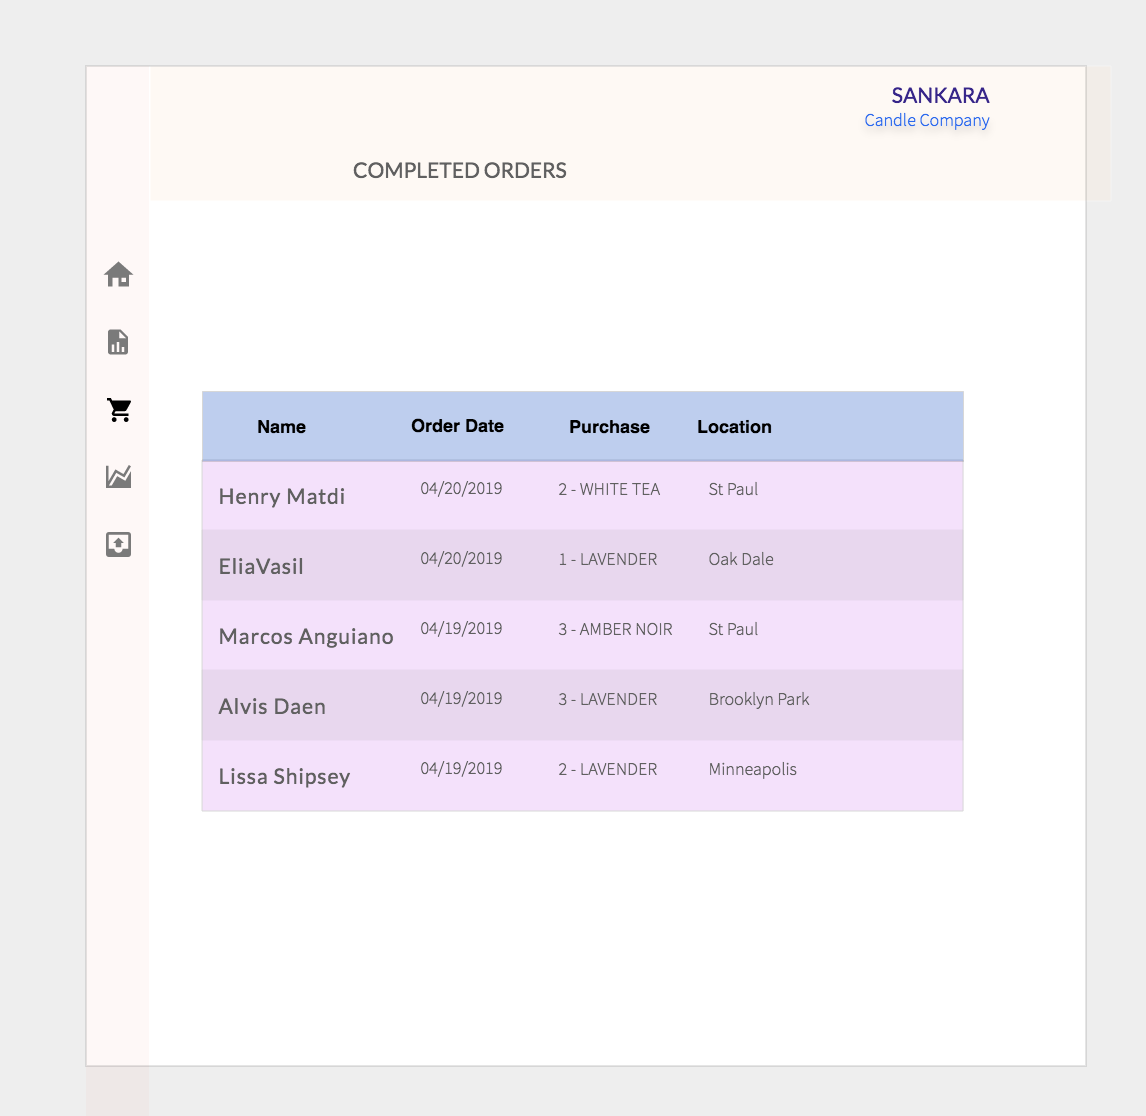 SANKARA
Candle Company
COMPLETED ORDERS
Name Order Date Purchase Location
Henry Matdi 04/20/2019 2 - WHITE TEA St Paul
EliaVasil 04/20/2019 1 - LAVENDER Oak Dale
Marcos Anguiano 04/19/2019 3 - AMBER NOIR St Paul
Alvis Daen 04/19/2019 3 - LAVENDER Brooklyn Park
Lissa Shipsey 04/19/2019 2 - LAVENDER Minneapolis